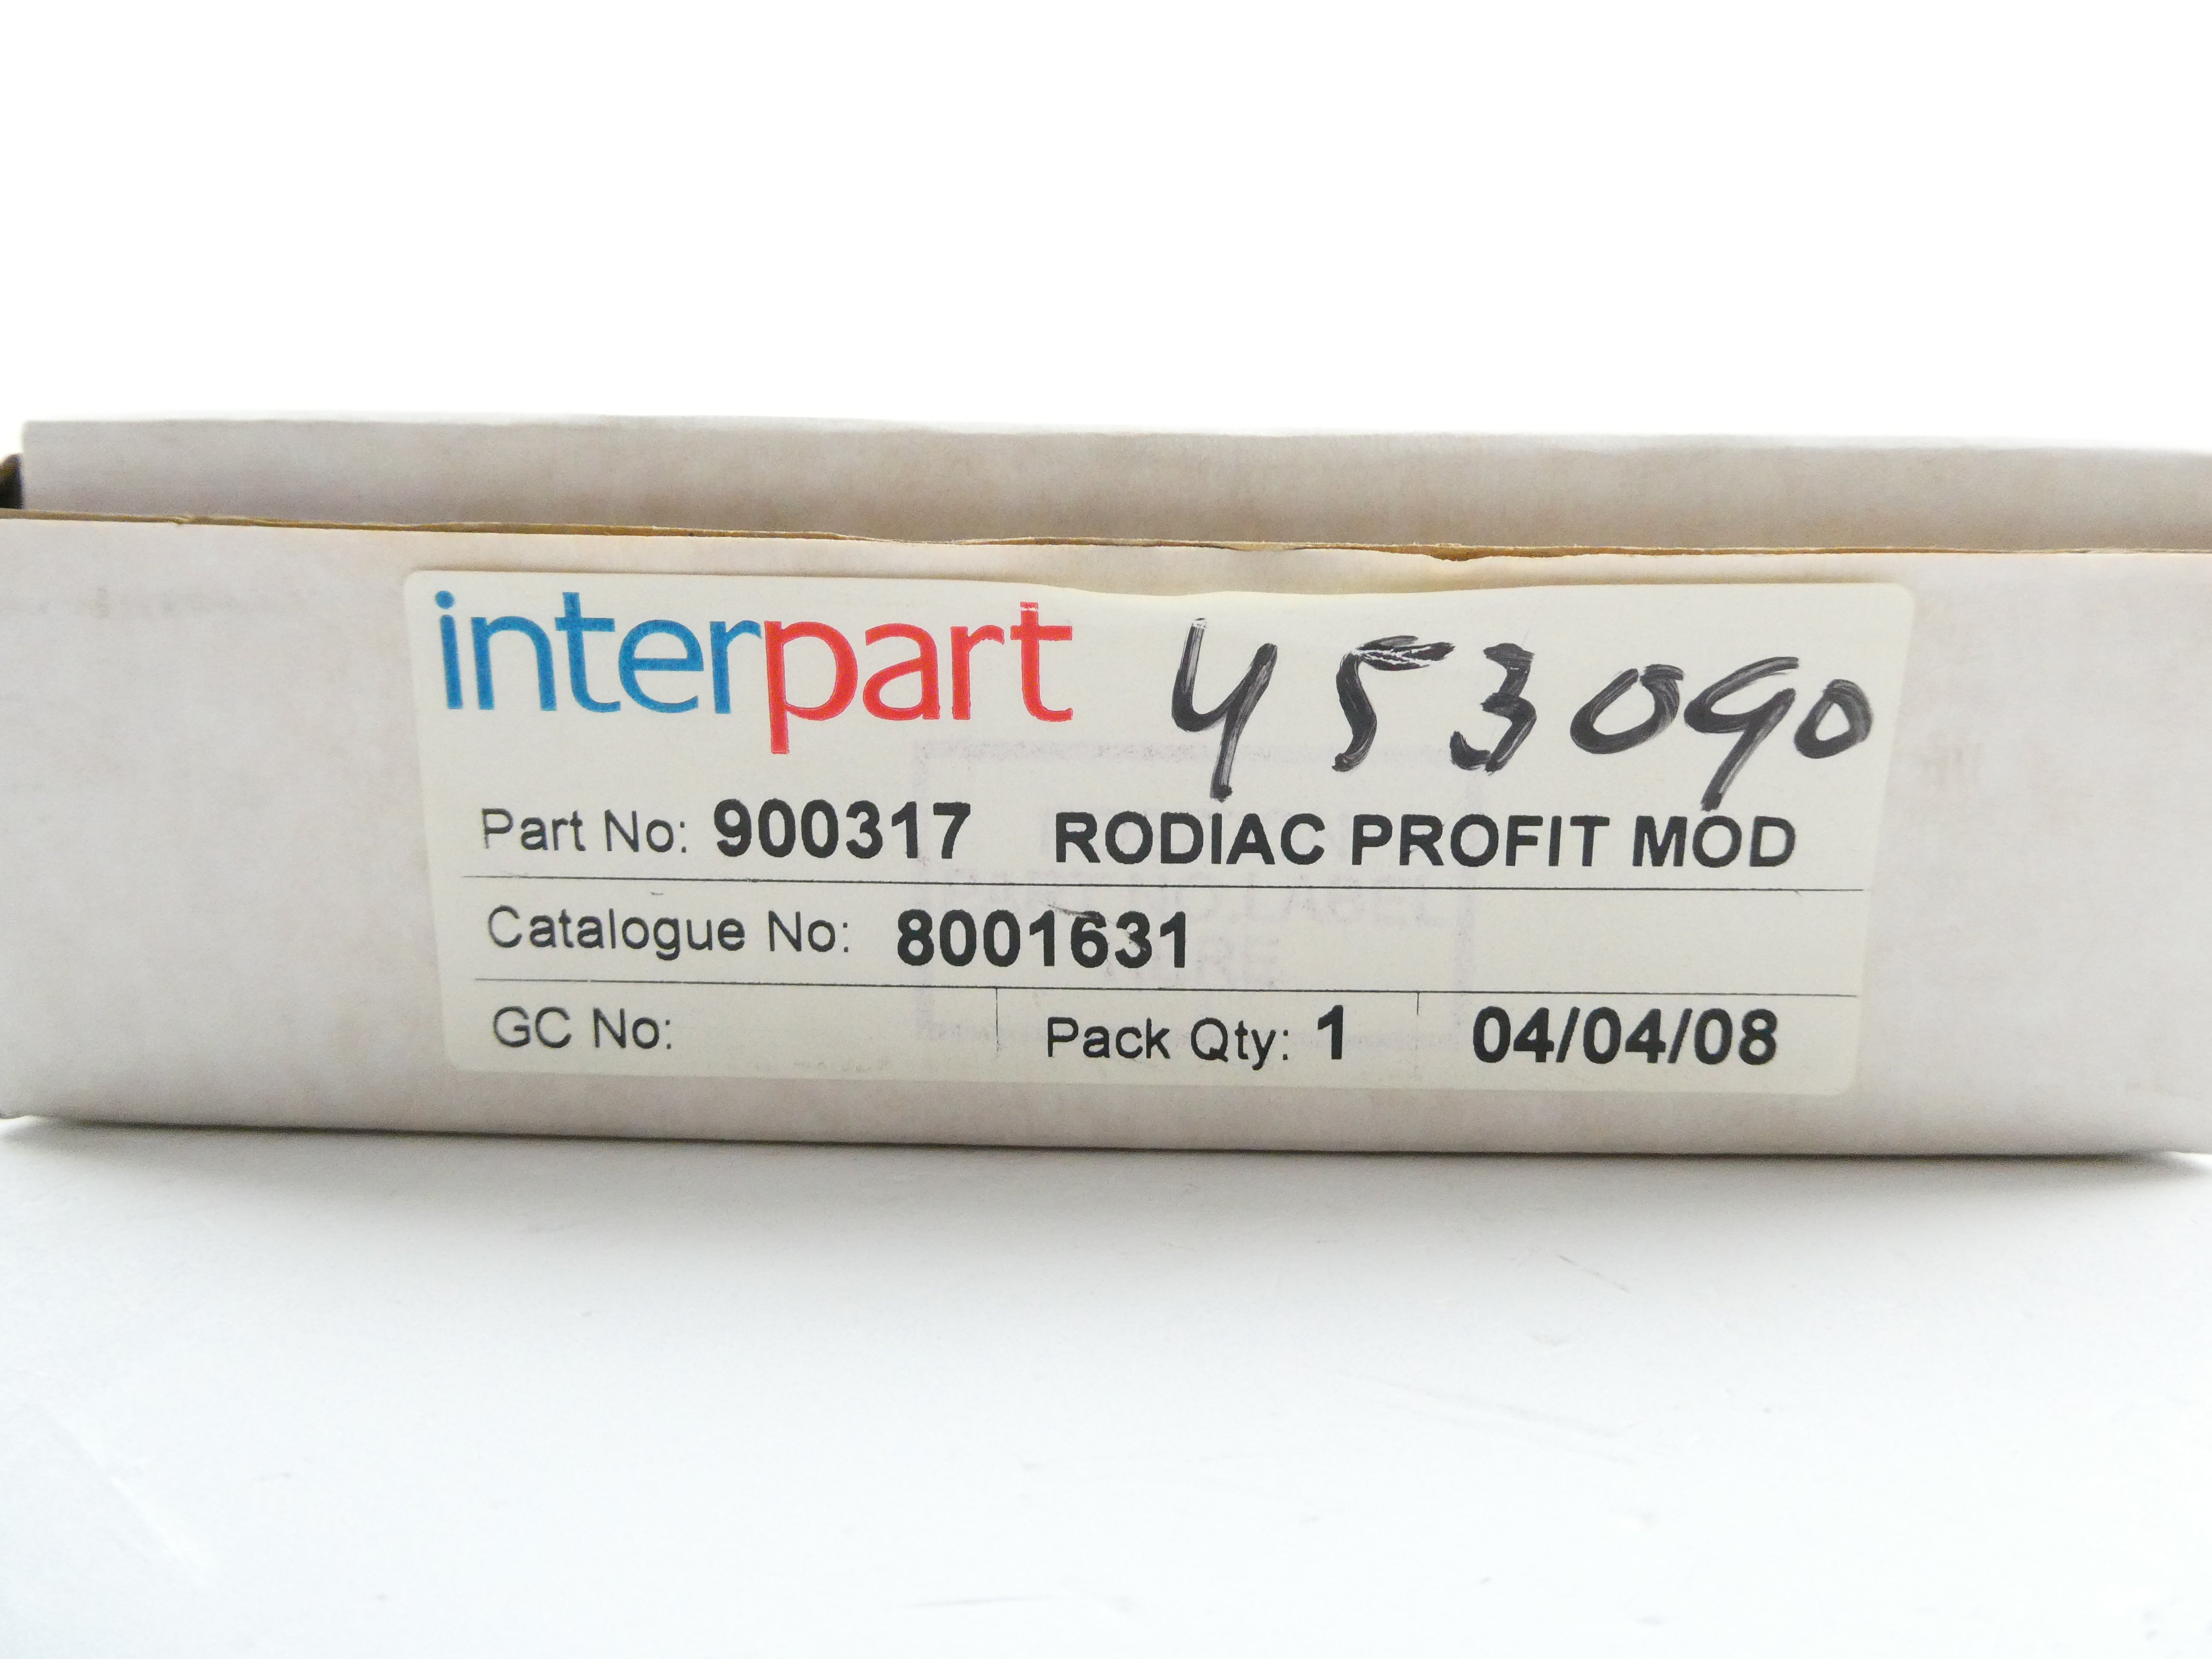 interpart 453090
Part No: 900317 RODIAC PROFIT MOD
Catalogue No: 8001631
GC No: Pack Qty: 1 04/04/08